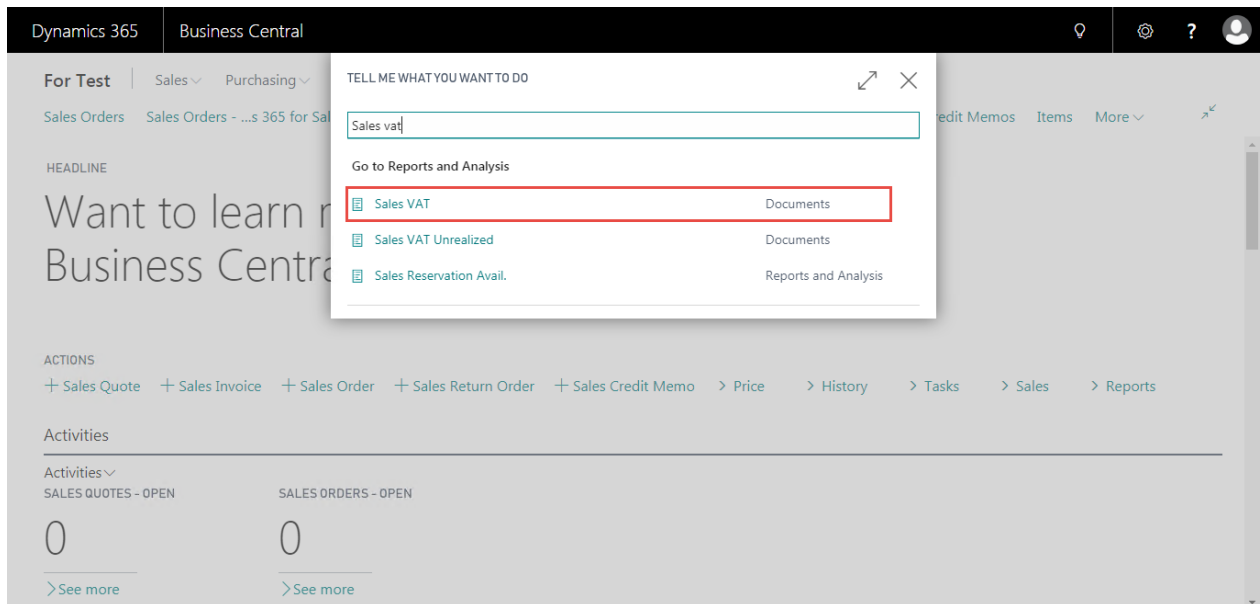 Dynamics 365 Business Central ?
For Test Sales Purchasing
TELL ME WHAT YOU WANT TO DO
Sales Orders Sales Orders - ...s 365 for Sal
Sales vat
edit Memos Items More
HEADLINE
Go to Reports and Analysis
Want to learn
Sales VAT Documents
Business Centra
Sales VAT Unrealized Documents
Sales Reservation Avail. Reports and Analysis
ACTIONS
+ Sales Quote + Sales Invoice + Sales Order + Sales Return Order + Sales Credit Memo > Price > History > Tasks > Sales > Reports
Activities
Activities
SALES QUOTES - OPEN SALES ORDERS - OPEN
0 0
>See more >See more